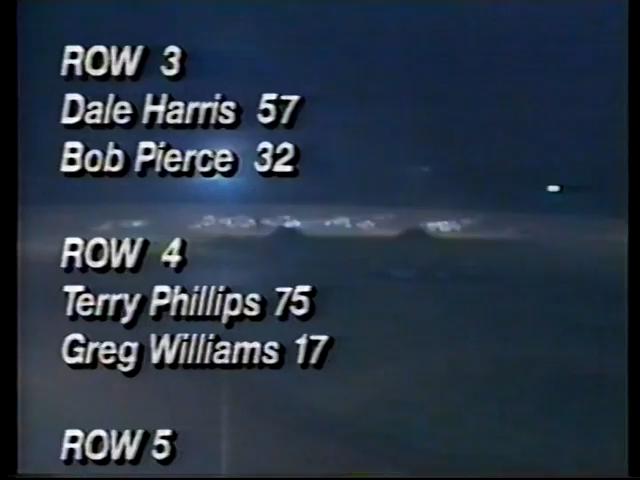 ROW 3
Dale Harris 57
Bob Pierce 32
ROW 4
Terry Phillips 75
Greg Williams 17
ROW 5